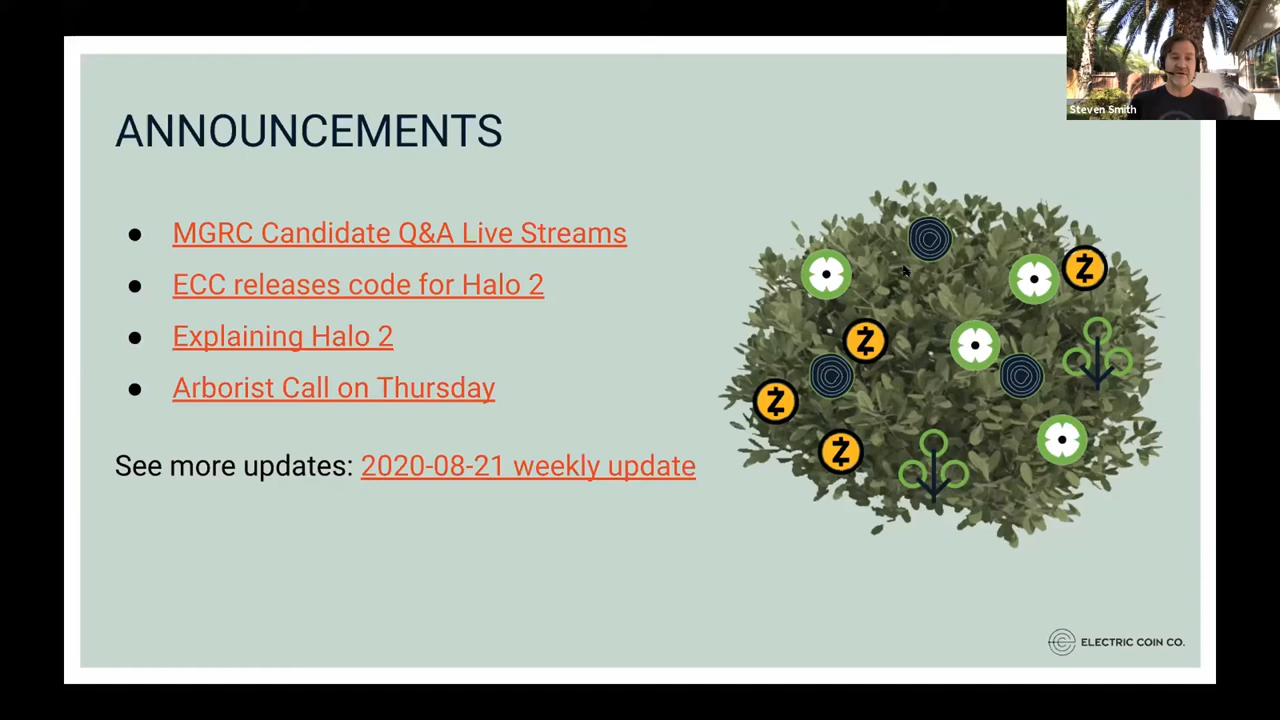 Steven Smith
ANNOUNCEMENTS
MGRC Candidate Q&A Live Streams
ECC releases code for Halo 2
Explaining Halo 2
Arborist Call on Thursday
See more updates: 2020-08-21 weekly update
ELECTRIC COIN CO.